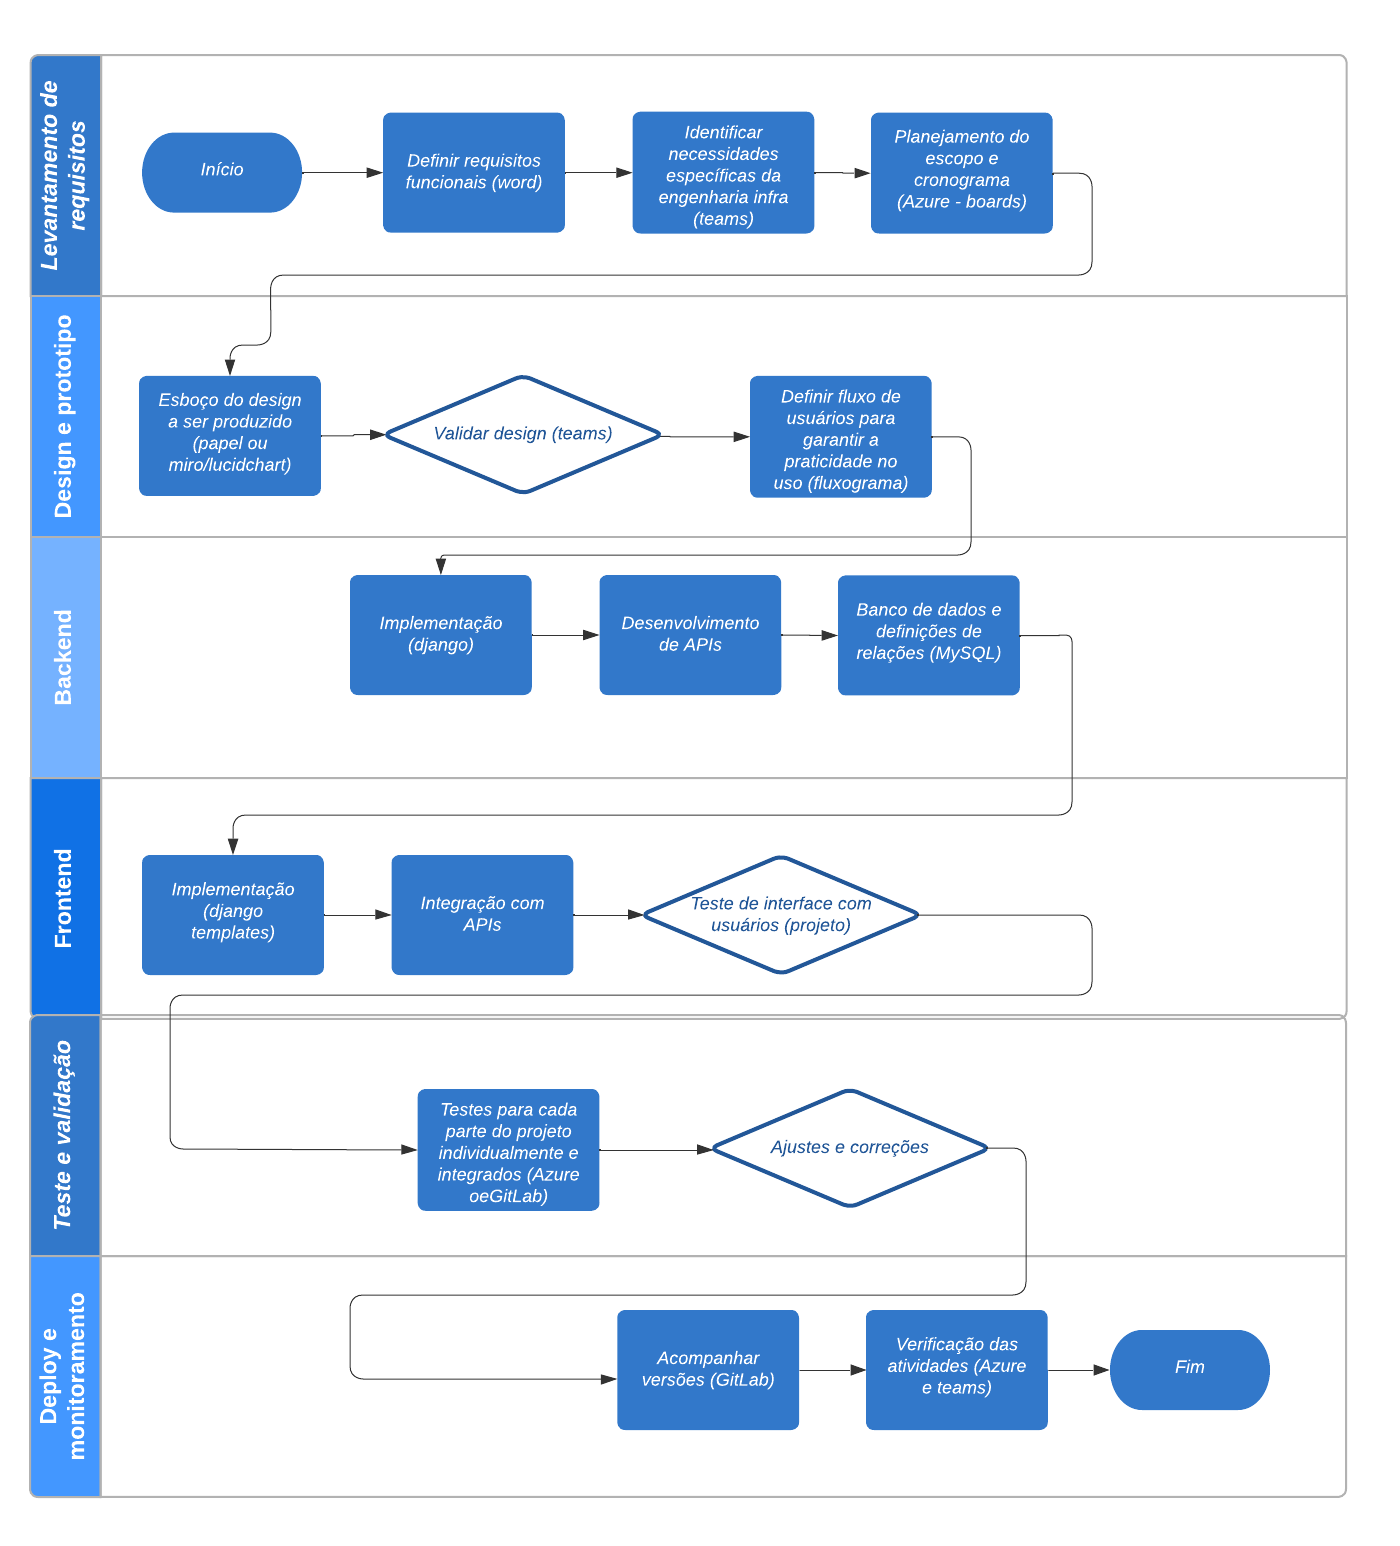 Levantamento de
requisitos
Início
Definir requisitos
funcionais (word)
Identificar
necessidades
específicas da
engenharia infra
(teams)
Planejamento do
escopo e
cronograma
(Azure - boards)
Design e prototipo
Esboço do design
a ser produzido
(papel ou
miro/lucidchart)
Validar design (teams)
Definir fluxo de
usuários para
garantir a
praticidade no
uso (fluxograma)
Backend
Implementação
(django)
Desenvolvimento
de APIs
Banco de dados e
definições de
relações (MySQL)
Frontend
Implementação
(django
templates)
Integração com
APIs
Teste de interface com
usuários (projeto)
Teste e validação
Testes para cada
parte do projeto
individualmente e
integrados (Azure
oeGitLab)
Ajustes e correções
Deploy e
monitoramento
Acompanhar
versões (GitLab)
Verificação das
atividades (Azure
e teams)
Fim